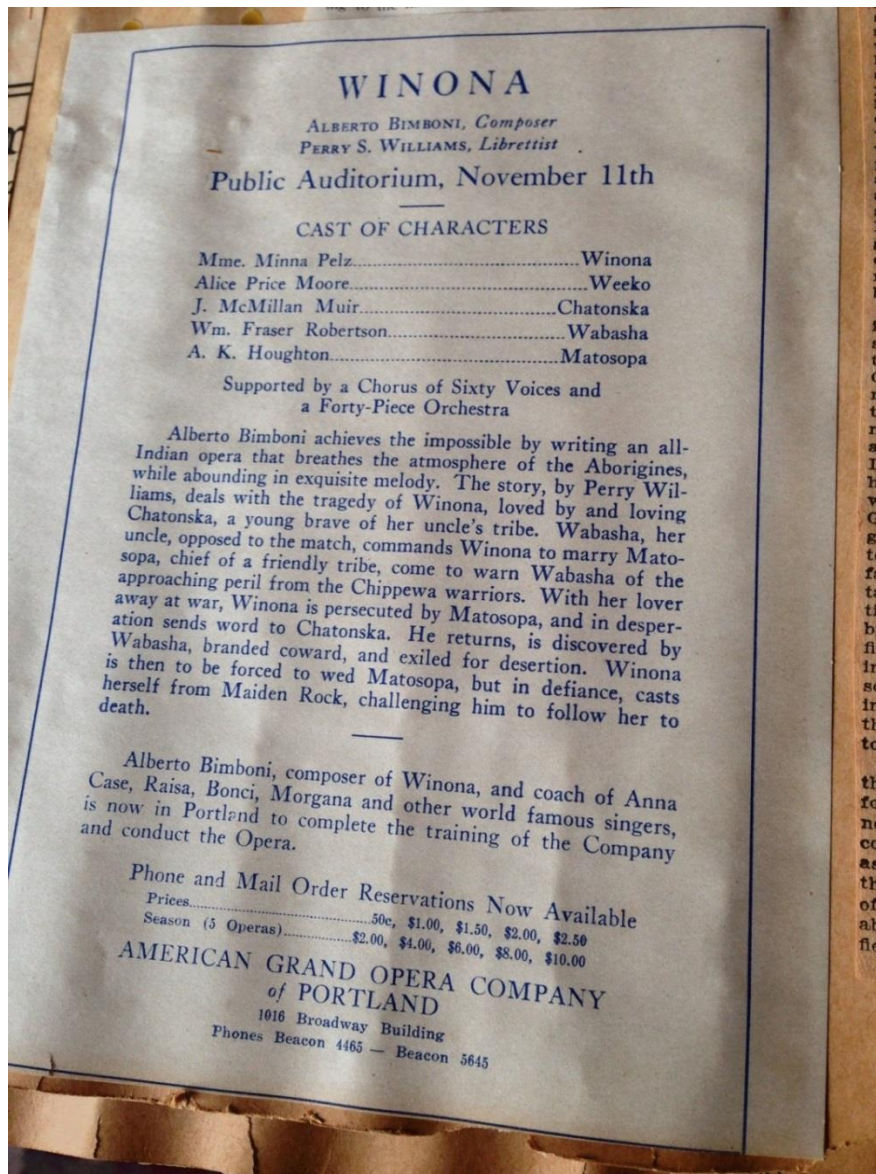 WINONA
ALBERTO BIMBONI, Composer
PERRY S. WILLIAMS, Librettist
Public Auditorium, November 11th
CAST OF CHARACTERS
Mme. Minna Pelz........................................Winona
Alice Price Moore........................................Weeko
J. McMillan Muir........................................Chatonska
Wm. Fraser Robertson........................................Wabasha
A. K. Houghton........................................Matosopa
Supported by a Chorus of Sixty Voices and
a Forty-Piece Orchestra
Alberto Bimboni achieves the impossible by writing an all-
Indian opera that breathes the atmosphere of the Aborigines,
while abounding in exquisite melody. The story, by Perry Wil-
liams, deals with the tragedy of Winona, loved by and loving
Chatonska, a young brave of her uncle's tribe. Wabasha, her
uncle, opposed to the match, commands Winona to marry Mato-
sopa, chief of a friendly tribe, come to warn Wabasha of the
approaching peril from the Chippewa warriors. With her lover
away at war, Winona is persecuted by Matosopa, and in desper-
ation sends word to Chatonska. He returns, is discovered by
Wabasha, branded coward, and exiled for desertion. Winona
is then to be forced to wed Matosopa, but in defiance, casts
herself from Maiden Rock, challenging him to follow her to
death.
Alberto Bimboni, composer of Winona, and coach of Anna
Case, Raisa, Bonci, Morgana and other world famous singers,
is now in Portland to complete the training of the Company
and conduct the Opera.
Phone and Mail Order Reservations Now Available
Prices........................................50c, $1.00, $1.50, $2.00, $2.50
Season (5 Operas)....................$2.00, $4.00, $6.00, $8.00, $10.00
AMERICAN GRAND OPERA COMPANY
of PORTLAND
1016 Broadway Building
Phones Beacon 4465 — Beacon 5645